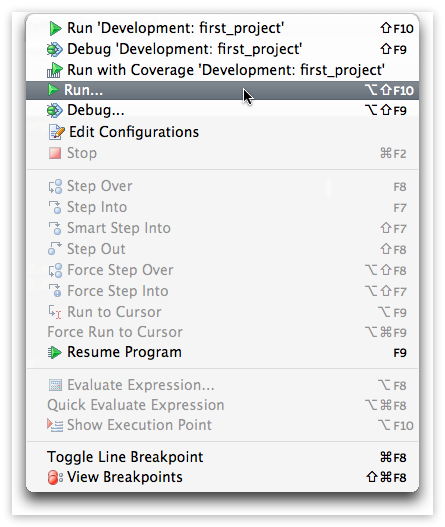 Run 'Development: first_project' ⇧F10
Debug 'Development: first_project' ⇧F9
Run with Coverage 'Development: first_project'
Run... ⌥⇧F10
Debug... ⌥⇧F9
Edit Configurations
Stop ⌘F2
Step Over F8
Step Into F7
Smart Step Into ⇧F7
Step Out ⇧F8
Force Step Over ⌥⇧F8
Force Step Into ⌥⇧F7
Run to Cursor ⌥F9
Force Run to Cursor ⌥⌘F9
Resume Program F9
Evaluate Expression... ⌥F8
Quick Evaluate Expression ⌥⌘F8
Show Execution Point ⌥F10
Toggle Line Breakpoint ⌘F8
View Breakpoints ⇧⌘F8